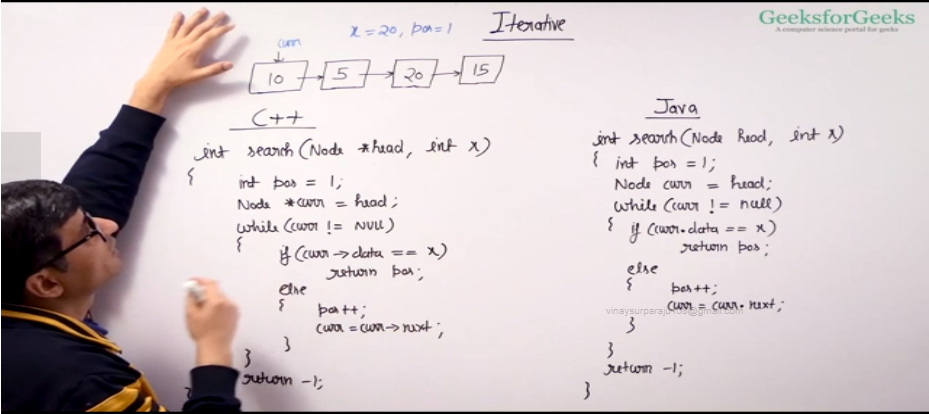 GeeksforGeeks
A computer science portal for geeks
x = 20, pos = 1
Iterative
curr
10 5 20 15
C++
int search(Node *head, int x)
{
int pos = 1;
Node *curr = head;
while (curr != NULL)
{
if (curr → data == x)
return pos;
else
{
pos++;
curr = curr → next;
}
}
return -1;
}
Java
int search(Node head, int x)
{ int pos = 1;
Node curr = head;
while (curr != null)
{ if (curr.data == x)
return pos;
else
{ pos++;
curr = curr.next;
}
}
return -1;
}